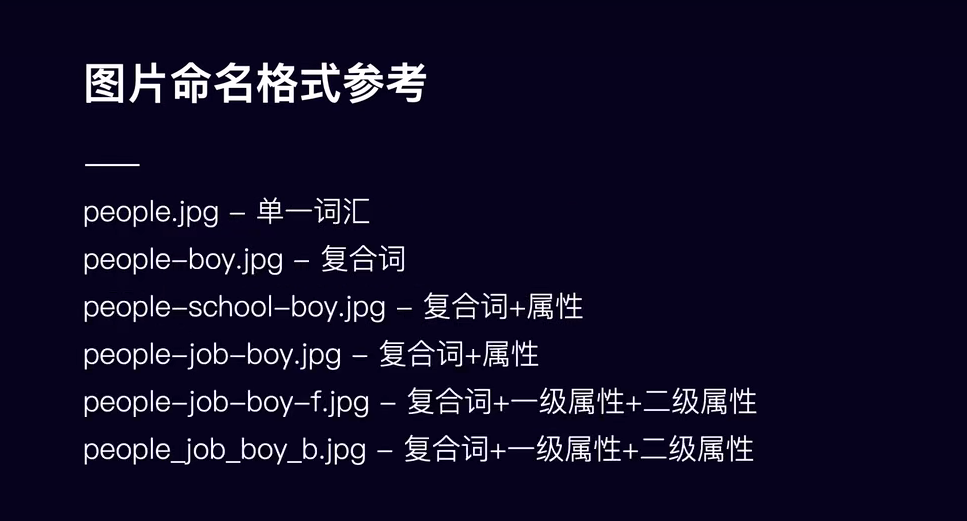 图片命名格式参考
people.jpg – 单一词汇
people-boy.jpg – 复合词
people-school-boy.jpg – 复合词+属性
people-job-boy.jpg – 复合词+属性
people-job-boy-f.jpg – 复合词+一级属性+二级属性
people_job_boy_b.jpg – 复合词+一级属性+二级属性